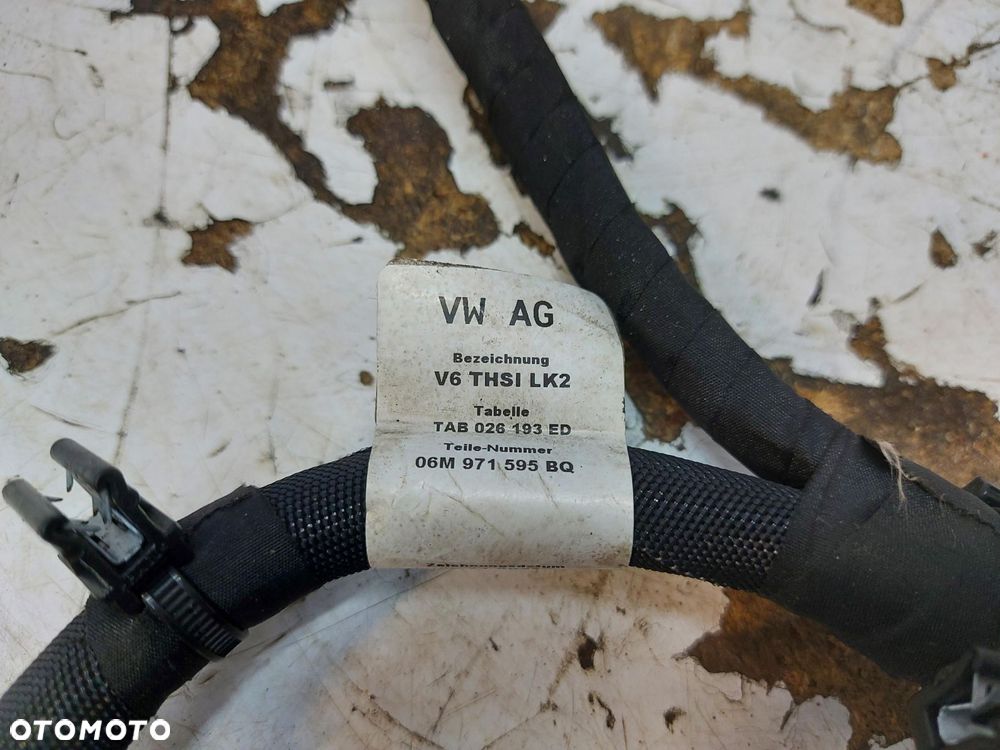 VW AG
Bezeichnung
V6 THSI LK2
Tabelle
TAB 026 193 ED
Teile-Nummer
06M 971 595 BQ
OTOMOTO